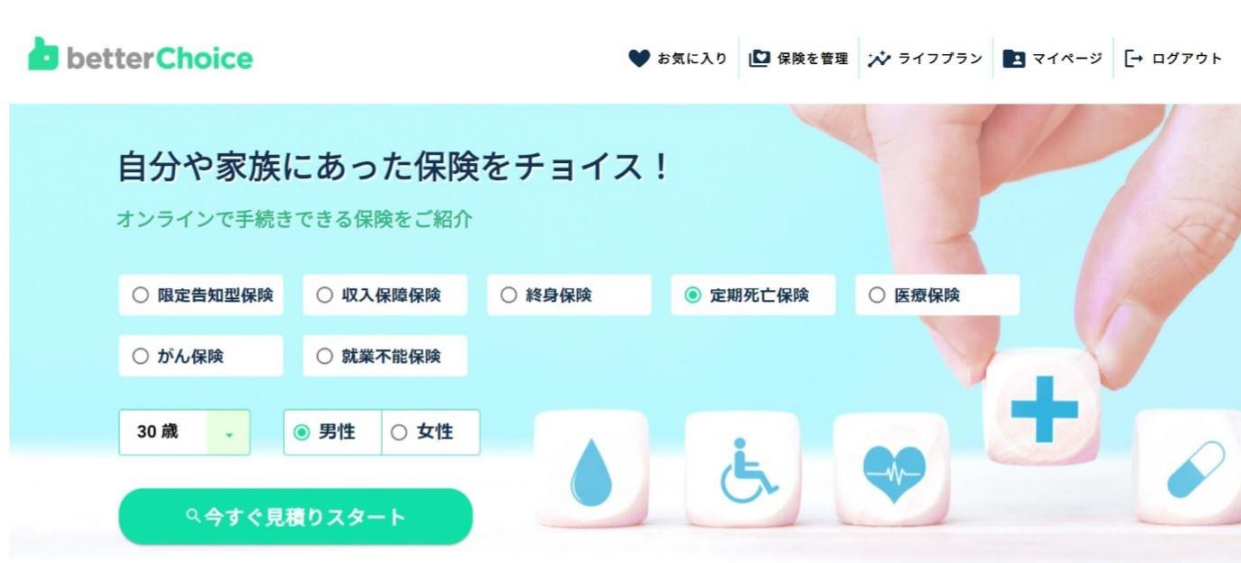 betterChoice
お気に入り 保険を管理 ライフプラン マイページ ログアウト
自分や家族にあった保険をチョイス！
オンラインで手続きできる保険をご紹介
限定告知型保険 収入保障保険 終身保険 定期死亡保険 医療保険
がん保険 就業不能保険
30 歳 男性 女性
今すぐ見積りスタート